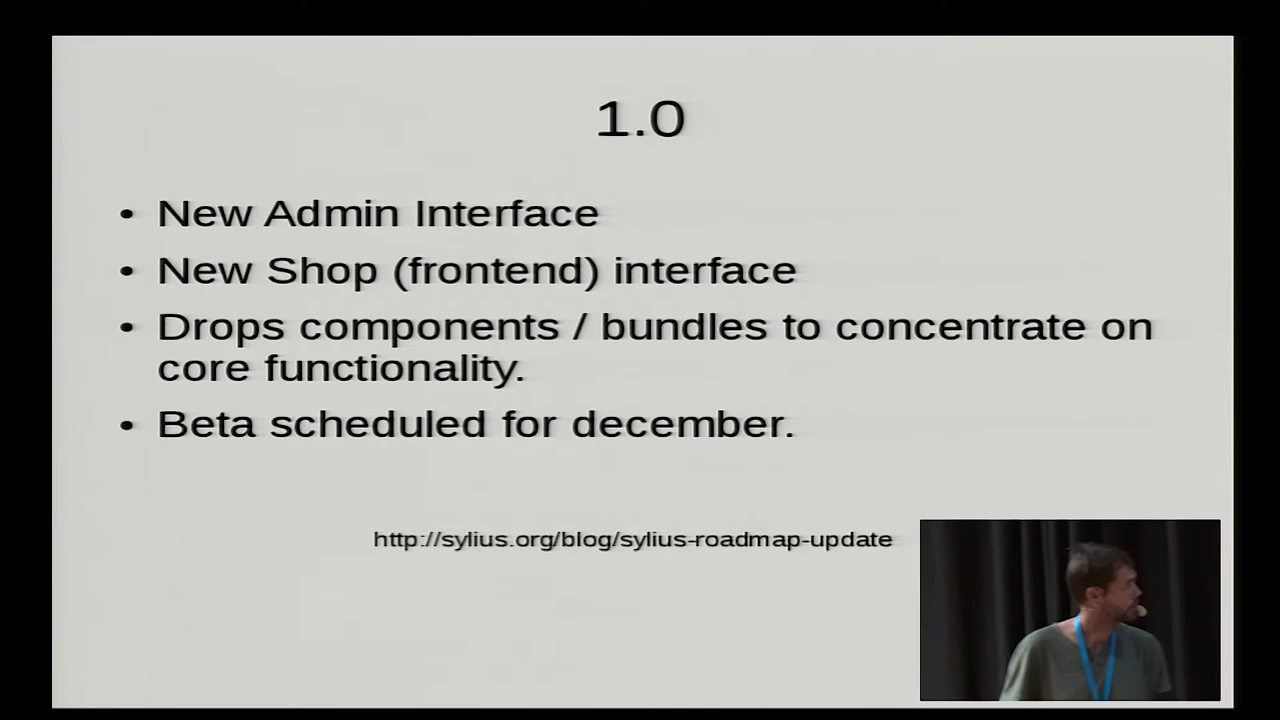 1.0
• New Admin Interface
• New Shop (frontend) interface
• Drops components / bundles to concentrate on
core functionality.
• Beta scheduled for december.
http://sylius.org/blog/sylius-roadmap-update